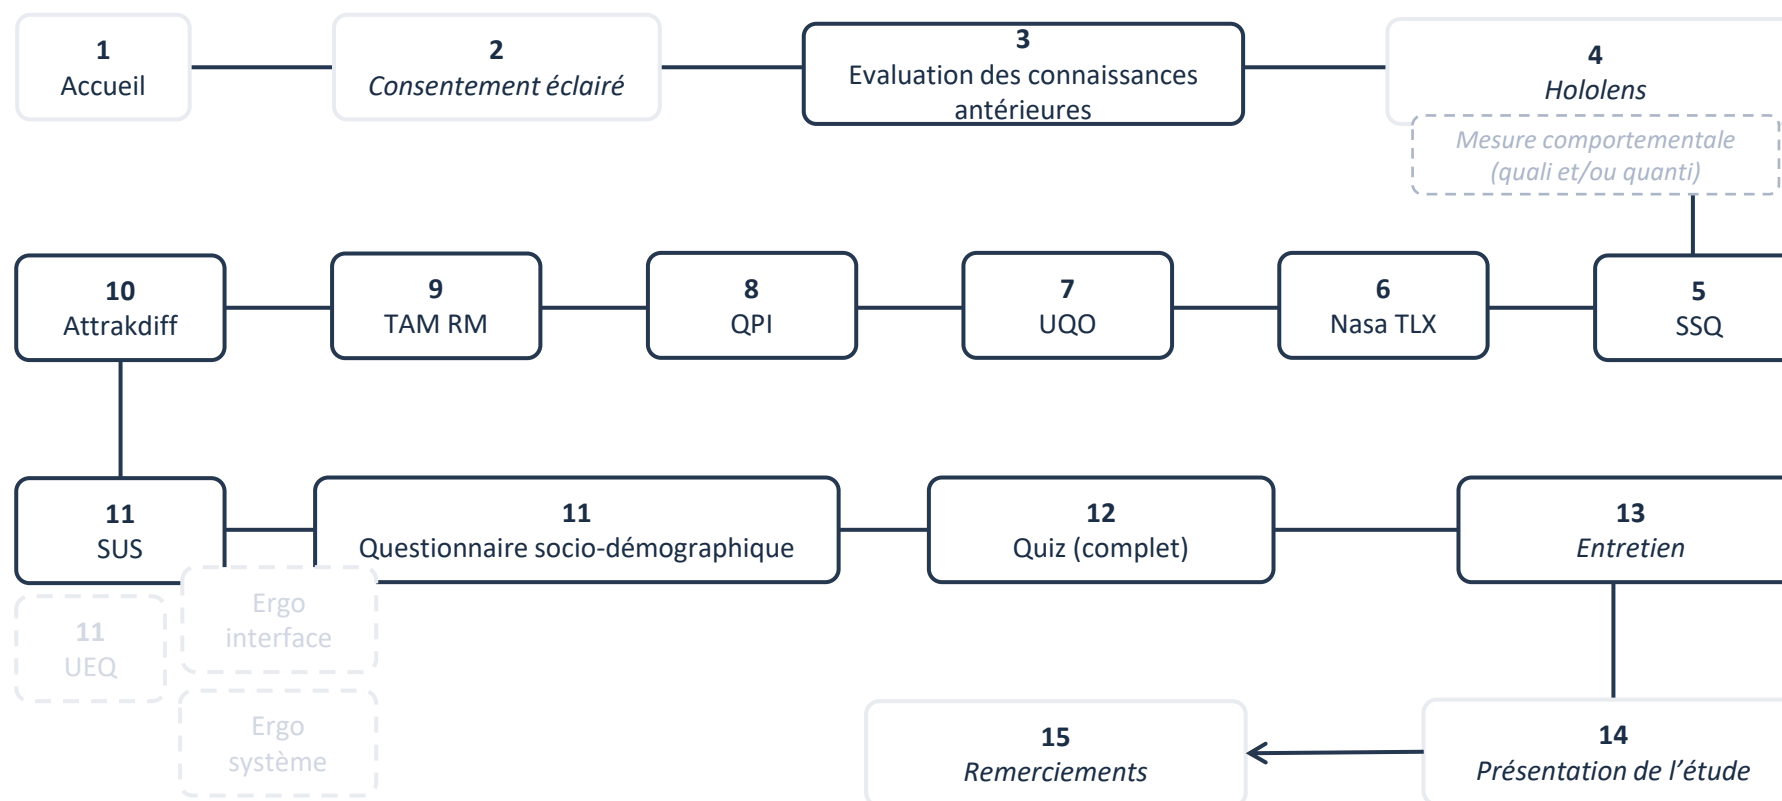 1
Accueil
2
Consentement éclairé
3
Evaluation des connaissances
antérieures
4
Hololens
Mesure comportementale
(quali et/ou quanti)
10
Attrakdiff
9
TAM RM
8
QPI
7
UQO
6
Nasa TLX
5
SSQ
11
SUS
11
Questionnaire socio-démographique
12
Quiz (complet)
13
Entretien
11
UEQ
Ergo
interface
Ergo
système
15
Remerciements
14
Présentation de l’étude